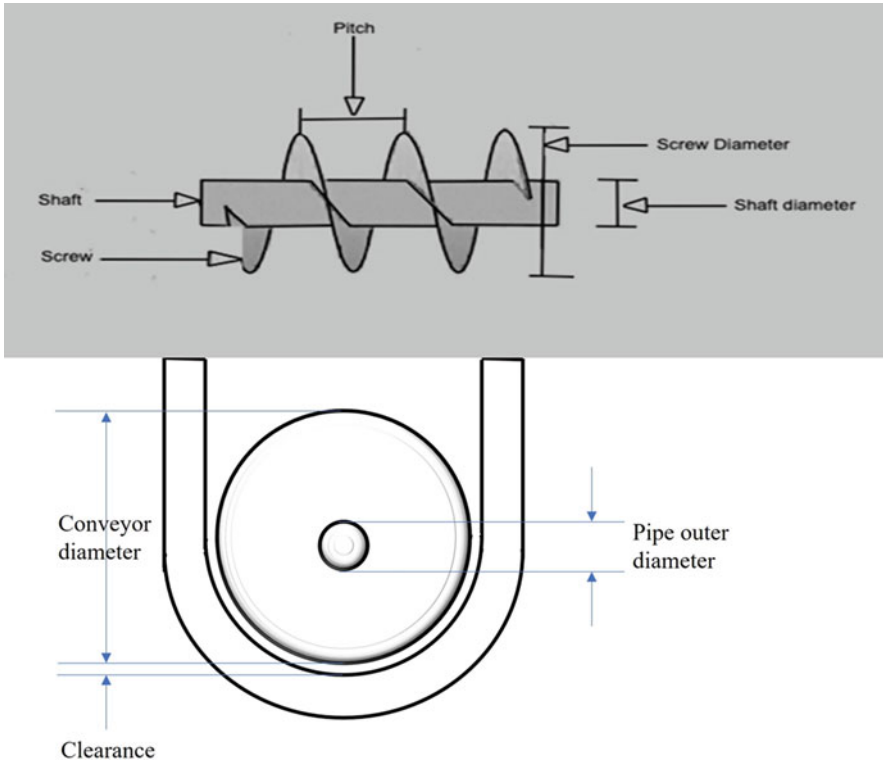 Pitch
Screw Diameter
Shaft
Shaft diameter
Screw
Conveyor
diameter
Pipe outer
diameter
Clearance